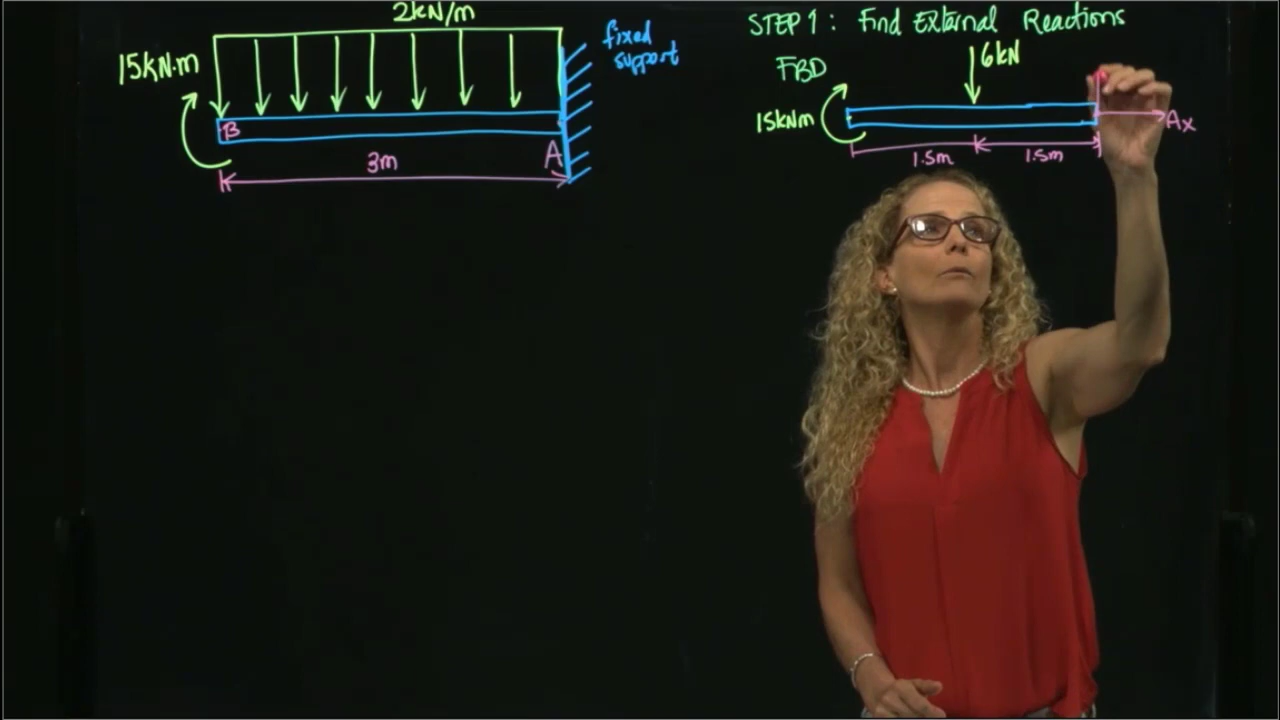 2kN/m
15kN·m
fixed
support
B
A
3m
STEP 1: Find External Reactions
FBD
6kN
15kNm
Ax
1.5m
1.5m